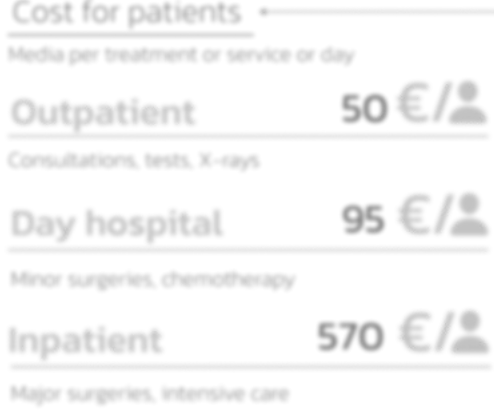 Cost for patients
Media per treatment or service or day
Outpatient 50 €/
Consultations, tests, X-rays
Day hospital 95 €/
Minor surgeries, chemotherapy
Inpatient 570 €/
Major surgeries, intensive care